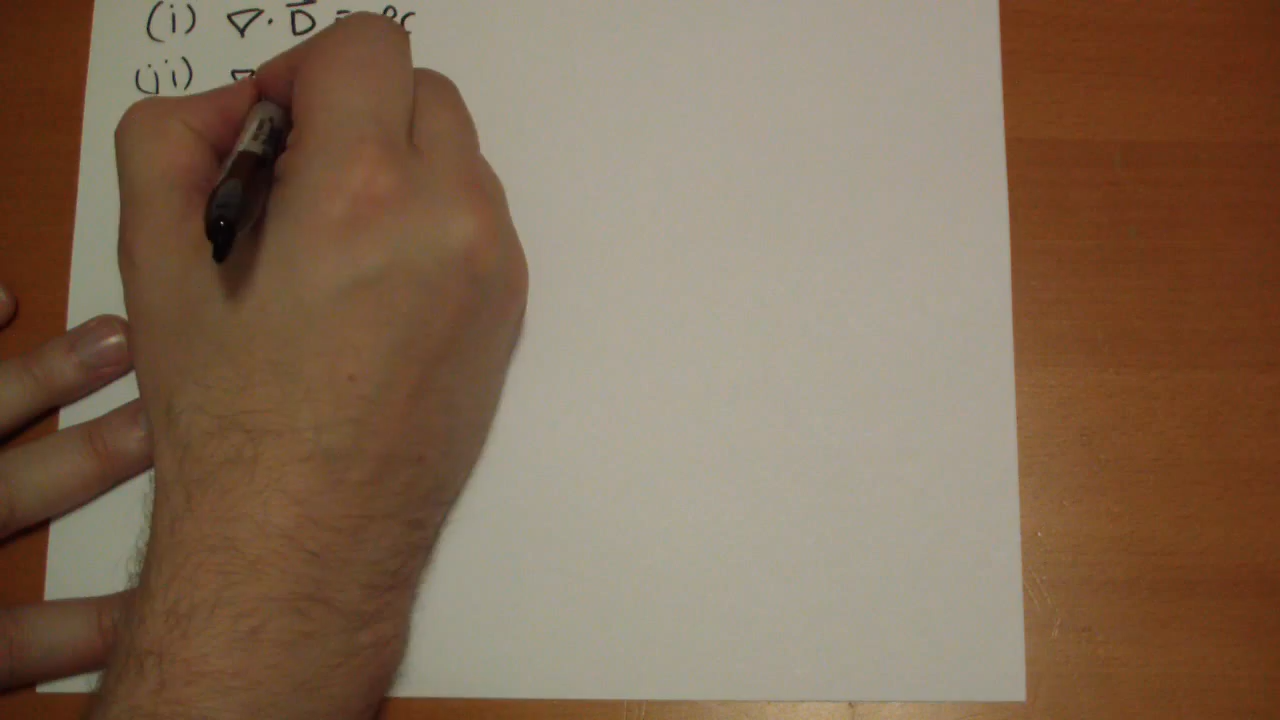 (i) ∇· D̅ =
(ii) ∇